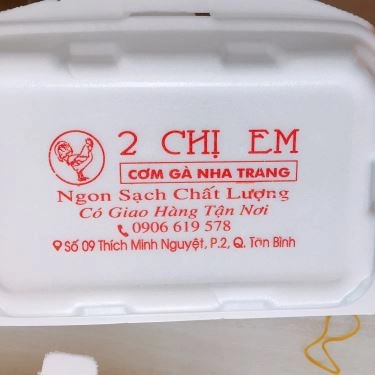 2 CHỊ EM
CƠM GÀ NHA TRANG
Ngon Sạch Chất Lượng
Có Giao Hàng Tận Nơi
0906 619 578
Số 09 Thích Minh Nguyệt, P.2, Q. Tân Bình